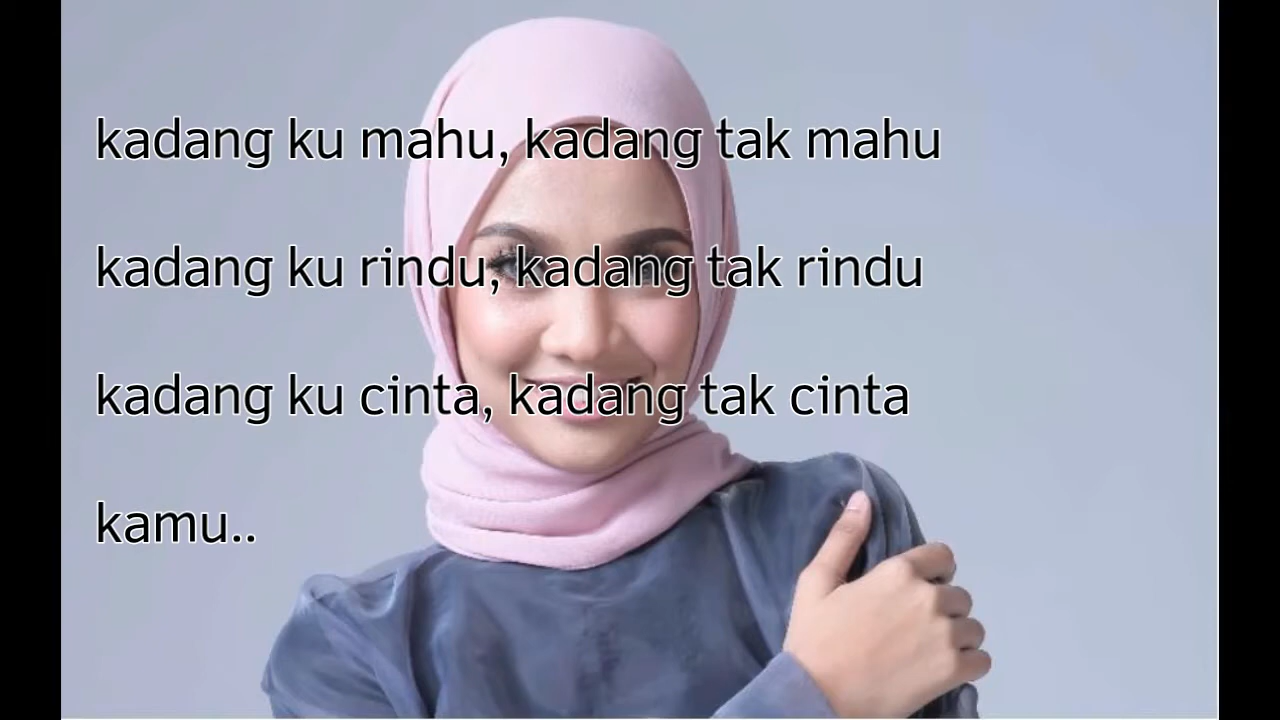 kadang ku mahu, kadang tak mahu
kadang ku rindu, kadang tak rindu
kadang ku cinta, kadang tak cinta
kamu..